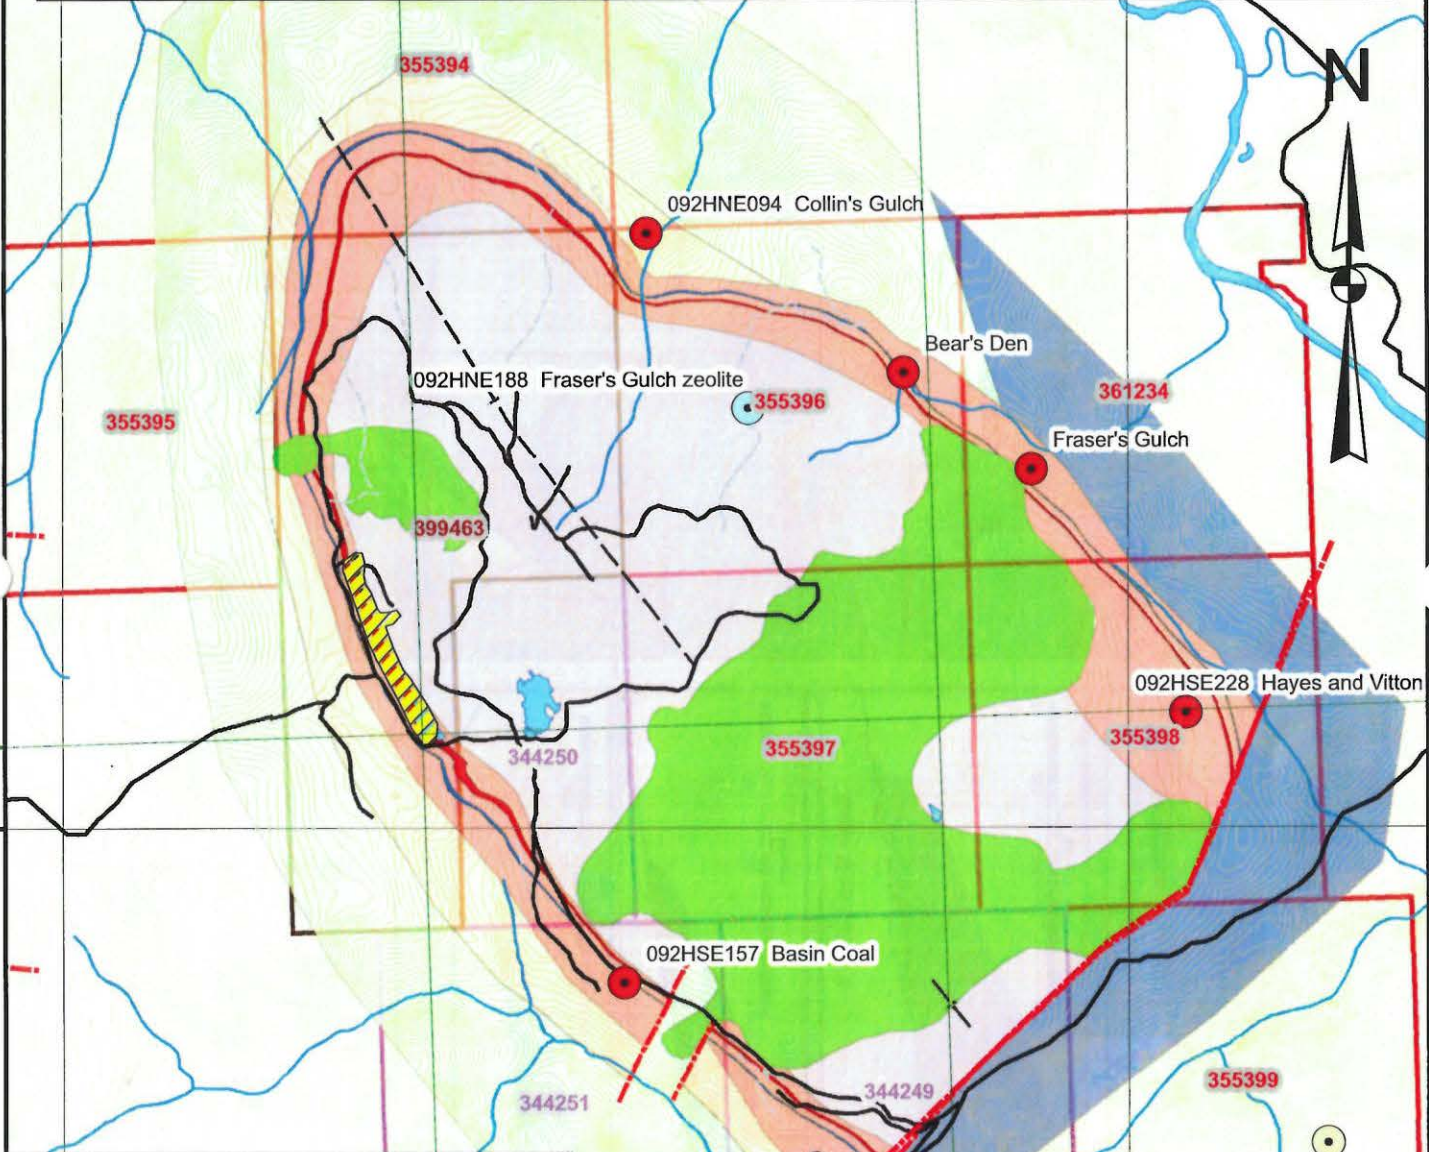 355394
N
092HNE094 Collin's Gulch
Bear's Den
092HNE188 Fraser's Gulch zeolite
355396
361234
355395
Fraser's Gulch
399463
092HSE228 Hayes and Vitton
355398
355397
344250
092HSE157 Basin Coal
355399
344249
344251